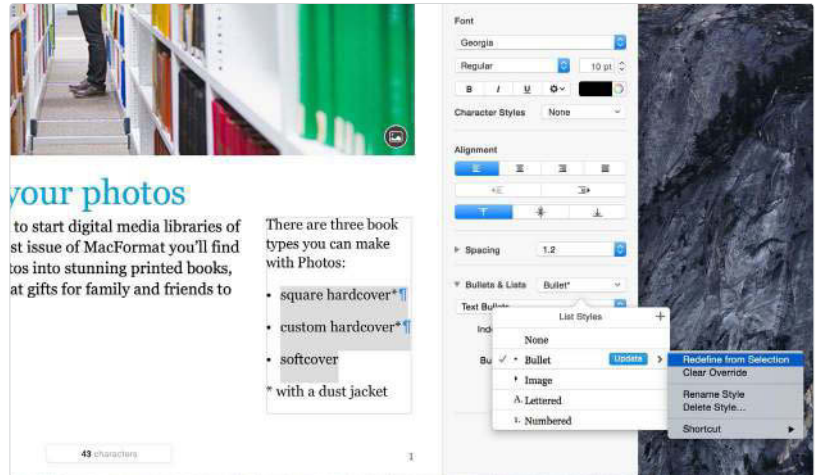 your photos
to start digital media libraries of
st issue of MacFormat you'll find
tos into stunning printed books,
at gifts for family and friends to
There are three book
types you can make
with Photos:
• square hardcover*¶
• custom hardcover*¶
• softcover
* with a dust jacket
43 characters
1
Font
Georgia
Regular
10 pt
B I U
Character Styles None
Alignment
Spacing 1.2
Bullets & Lists Bullet*
Text Bullets
Inde
Bu
List Styles +
None
✓ • Bullet Update >
Image
A. Lettered
1. Numbered
Redefine from Selection
Clear Override
Rename Style
Delete Style...
Shortcut